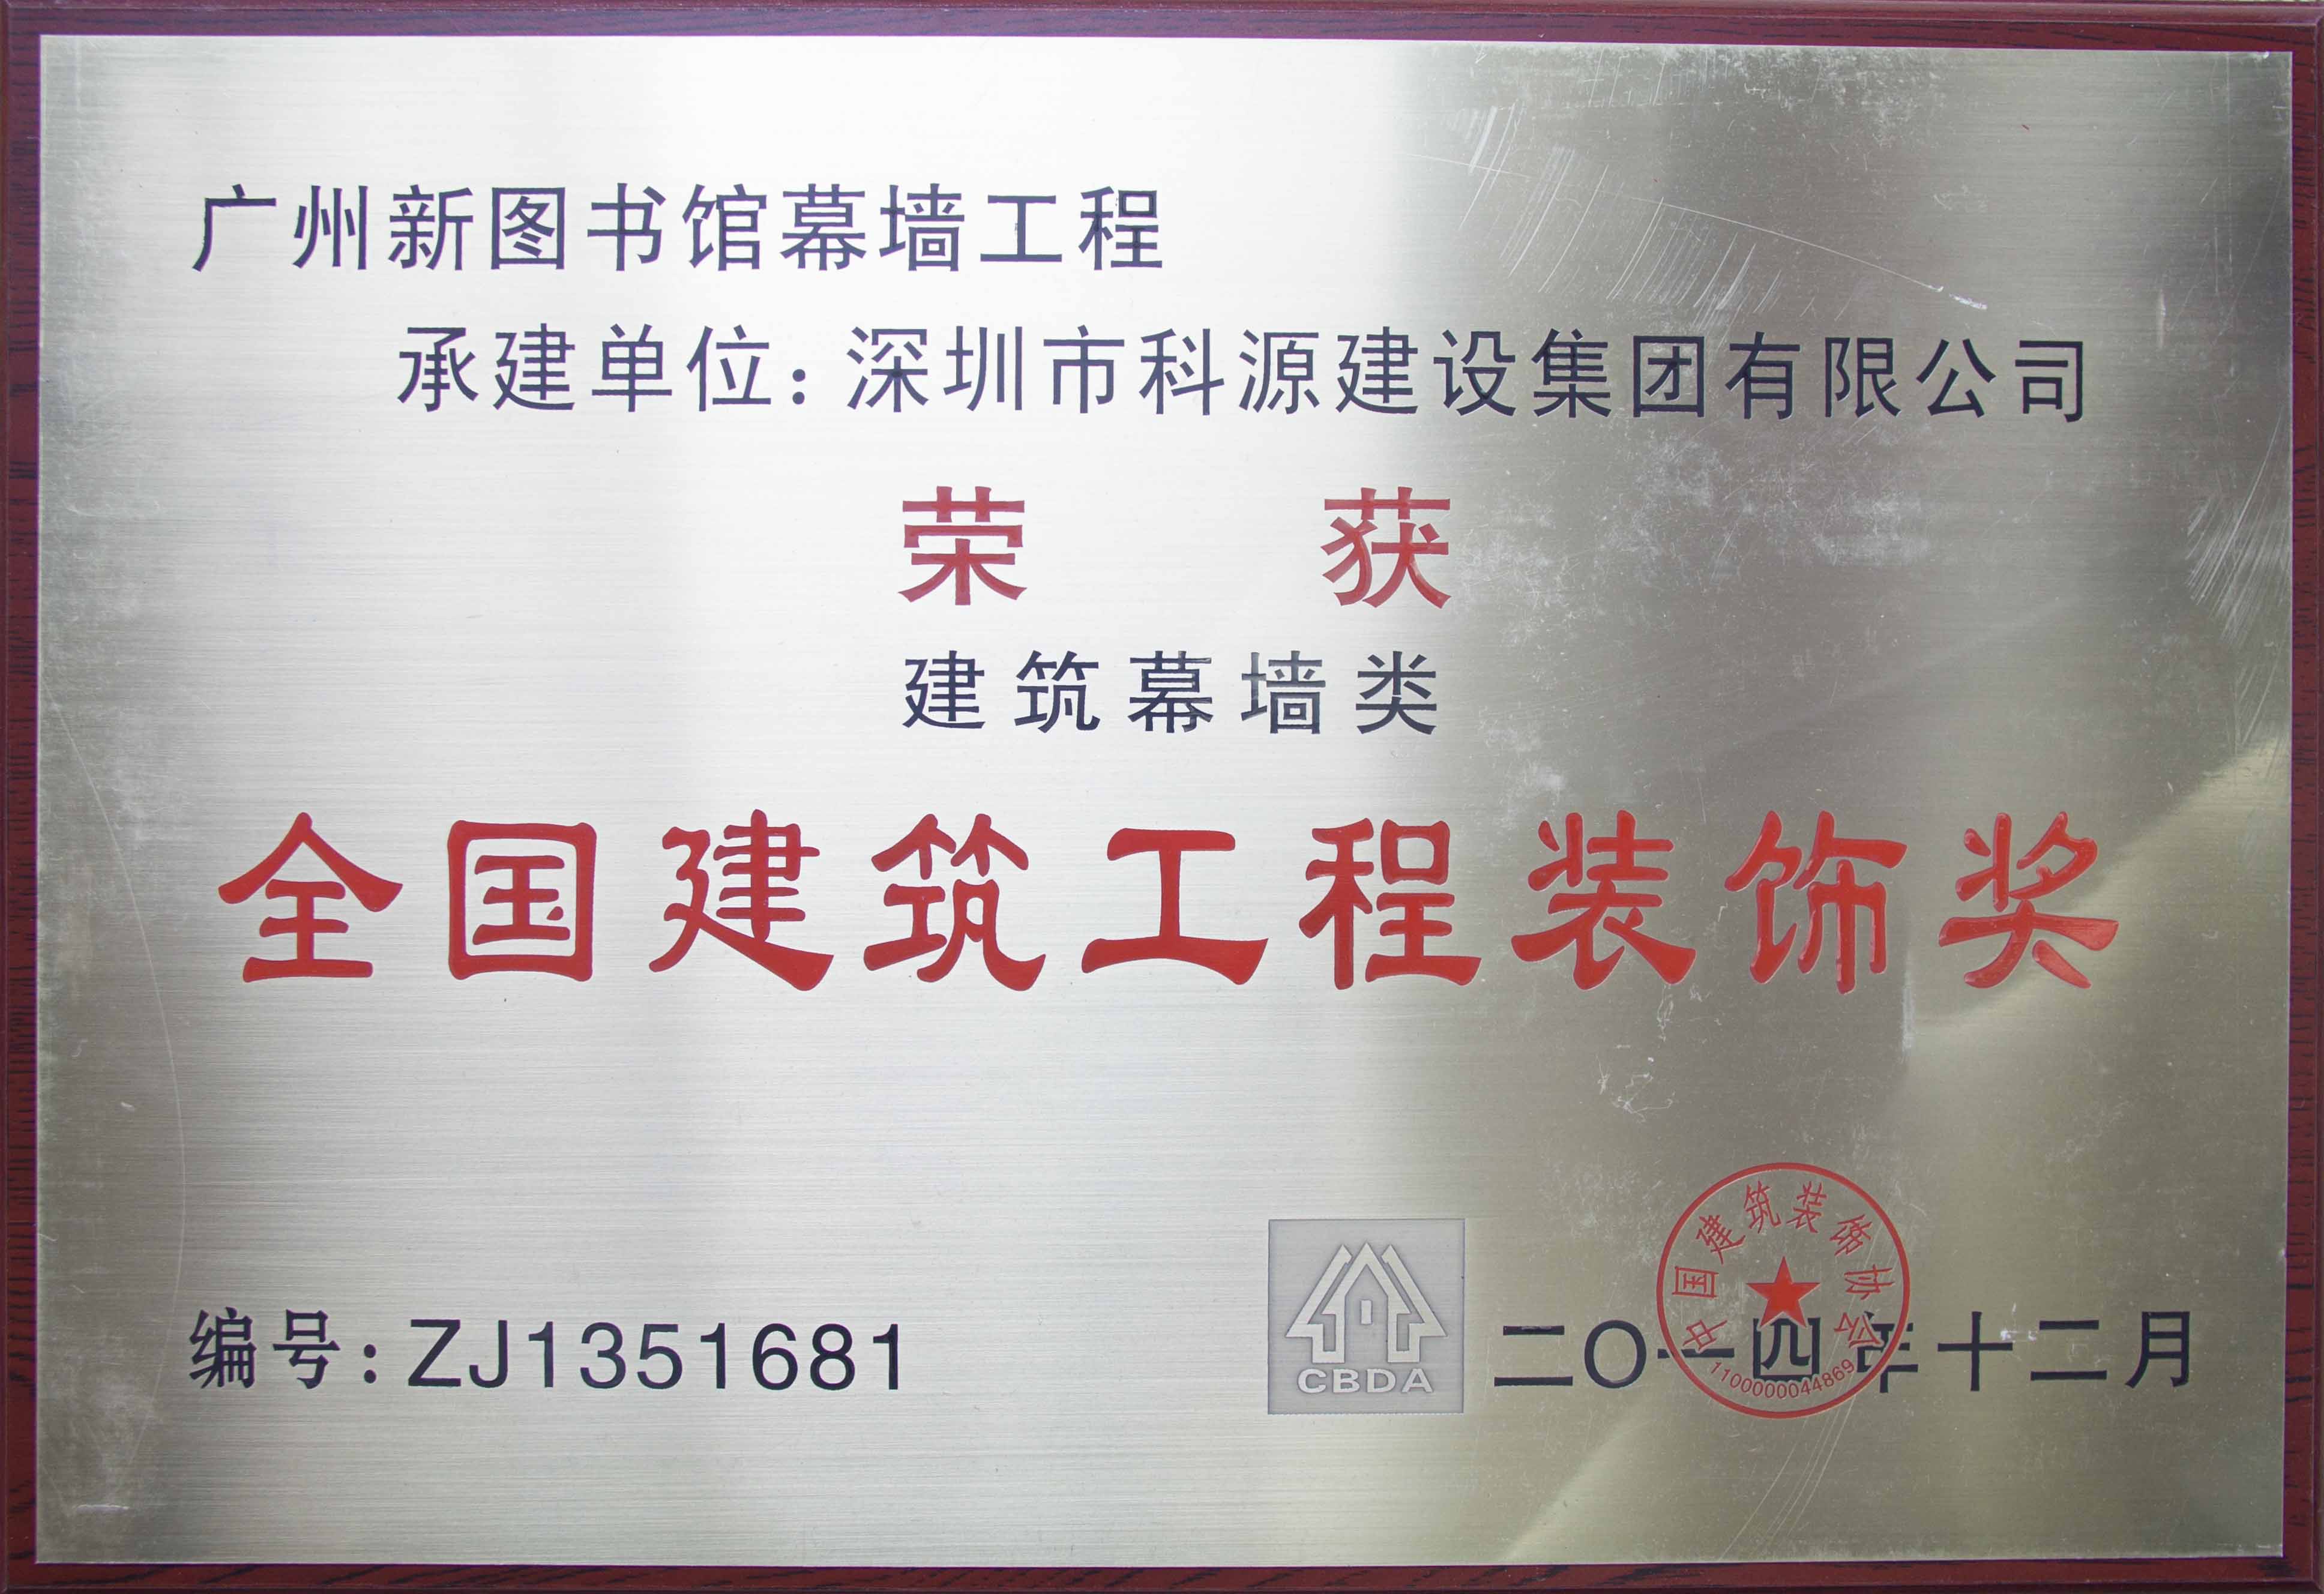 广州新图书馆幕墙工程
承建单位：深圳市科源建设集团有限公司
荣 获
建筑幕墙类
全国建筑工程装饰奖
编号：ZJ1351681
CBDA
二〇一四年十二月
中国建筑装饰协会
1100000044869